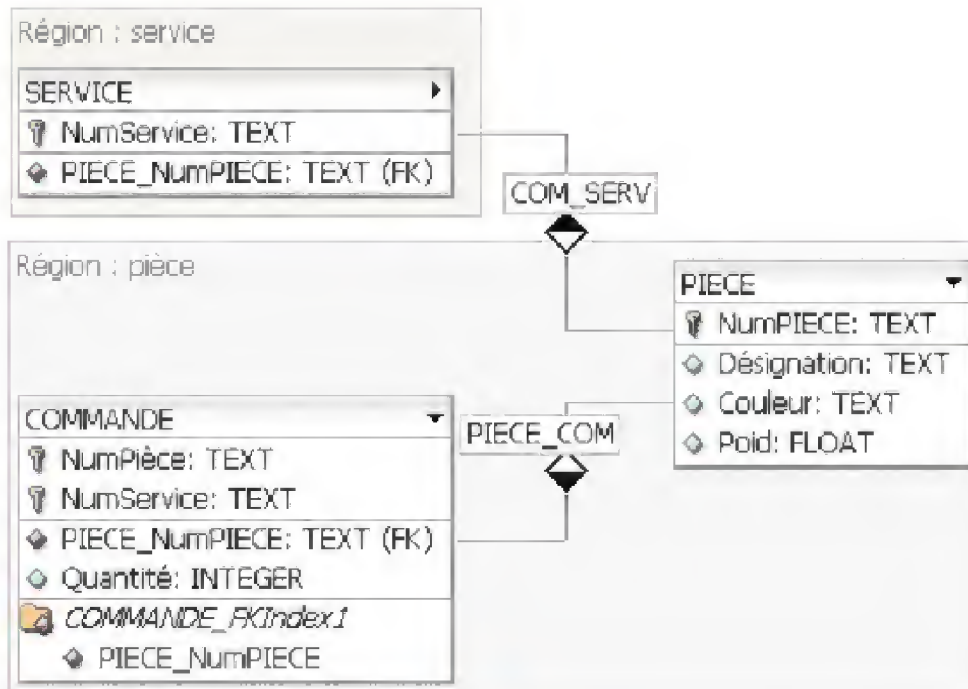 Région : service
SERVICE
NumService: TEXT
PIECE_NumPIECE: TEXT (FK)
COM_SERV
Région : pièce
PIECE
NumPIECE: TEXT
Désignation: TEXT
Couleur: TEXT
Poid: FLOAT
COMMANDE
NumPièce: TEXT
NumService: TEXT
PIECE_NumPIECE: TEXT (FK)
Quantité: INTEGER
COMMANDE_FKIndex1
PIECE_NumPIECE
PIECE_COM